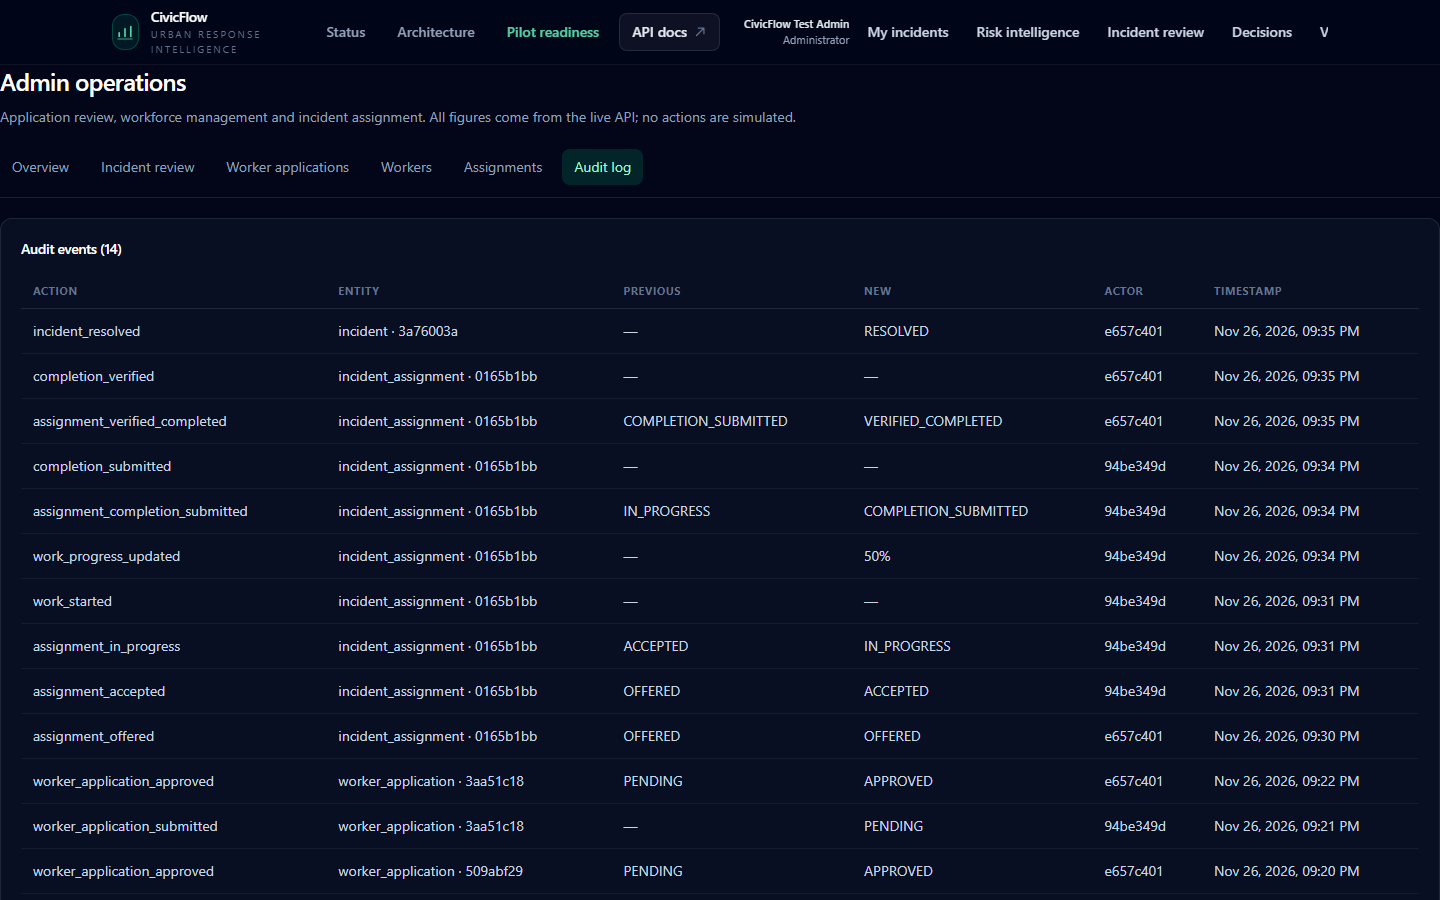 CivicFlow
URBAN RESPONSE
INTELLIGENCE
Status
Architecture
Pilot readiness
API docs ↗
CivicFlow Test Admin
Administrator
My incidents
Risk intelligence
Incident review
Decisions
Admin operations
Application review, workforce management and incident assignment. All figures come from the live API; no actions are simulated.
Overview
Incident review
Worker applications
Workers
Assignments
Audit log
Audit events (14)
ACTION ENTITY PREVIOUS NEW ACTOR TIMESTAMP
incident_resolved incident · 3a76003a — RESOLVED e657c401 Nov 26, 2026, 09:35 PM
completion_verified incident_assignment · 0165b1bb — — e657c401 Nov 26, 2026, 09:35 PM
assignment_verified_completed incident_assignment · 0165b1bb COMPLETION_SUBMITTED VERIFIED_COMPLETED e657c401 Nov 26, 2026, 09:35 PM
completion_submitted incident_assignment · 0165b1bb — — 94be349d Nov 26, 2026, 09:34 PM
assignment_completion_submitted incident_assignment · 0165b1bb IN_PROGRESS COMPLETION_SUBMITTED 94be349d Nov 26, 2026, 09:34 PM
work_progress_updated incident_assignment · 0165b1bb — 50% 94be349d Nov 26, 2026, 09:34 PM
work_started incident_assignment · 0165b1bb — — 94be349d Nov 26, 2026, 09:31 PM
assignment_in_progress incident_assignment · 0165b1bb ACCEPTED IN_PROGRESS 94be349d Nov 26, 2026, 09:31 PM
assignment_accepted incident_assignment · 0165b1bb OFFERED ACCEPTED 94be349d Nov 26, 2026, 09:31 PM
assignment_offered incident_assignment · 0165b1bb OFFERED OFFERED e657c401 Nov 26, 2026, 09:30 PM
worker_application_approved worker_application · 3aa51c18 PENDING APPROVED e657c401 Nov 26, 2026, 09:22 PM
worker_application_submitted worker_application · 3aa51c18 — PENDING 94be349d Nov 26, 2026, 09:21 PM
worker_application_approved worker_application · 509abf29 PENDING APPROVED e657c401 Nov 26, 2026, 09:20 PM